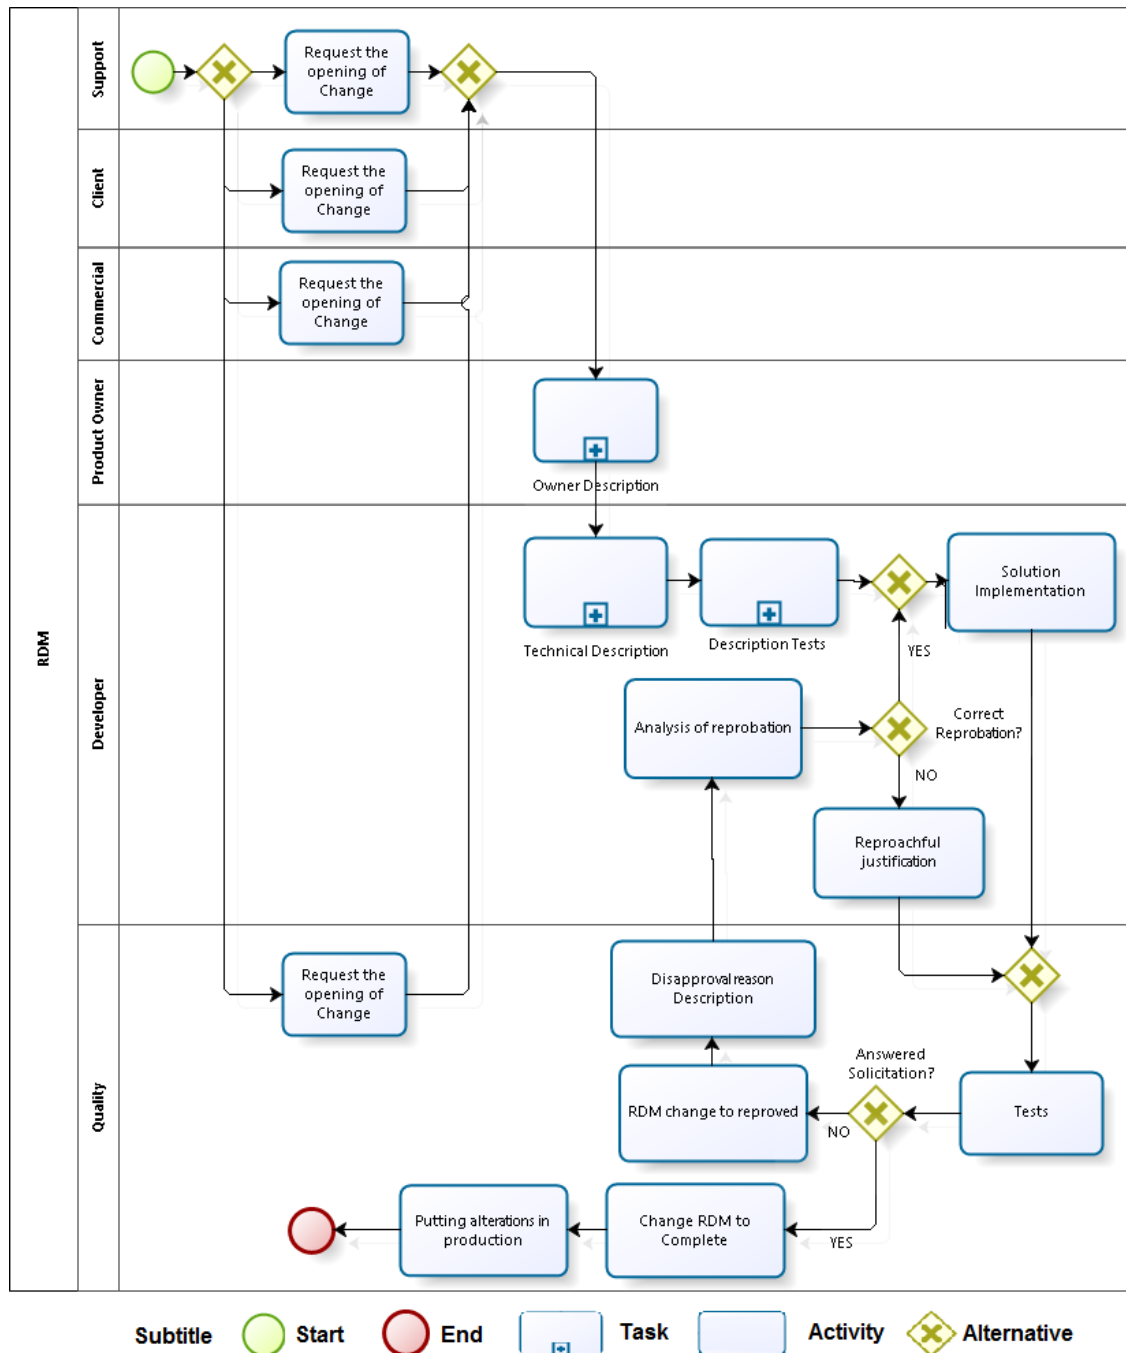 RDM
Support
Request the
opening of
Change
Client
Request the
opening of
Change
Commercial
Request the
opening of
Change
Product Owner
Owner Description
Developer
Technical Description
Description Tests
Solution
Implementation
YES
Analysis of reprobation
Correct
Reprobation?
NO
Reproachful
justification
Quality
Request the
opening of
Change
Disapproval reason
Description
Answered
Solicitation?
RDM change to reproved
NO
Tests
Putting alterations in
production
Change RDM to
Complete
YES
Subtitle
Start
End
Task
Activity
Alternative